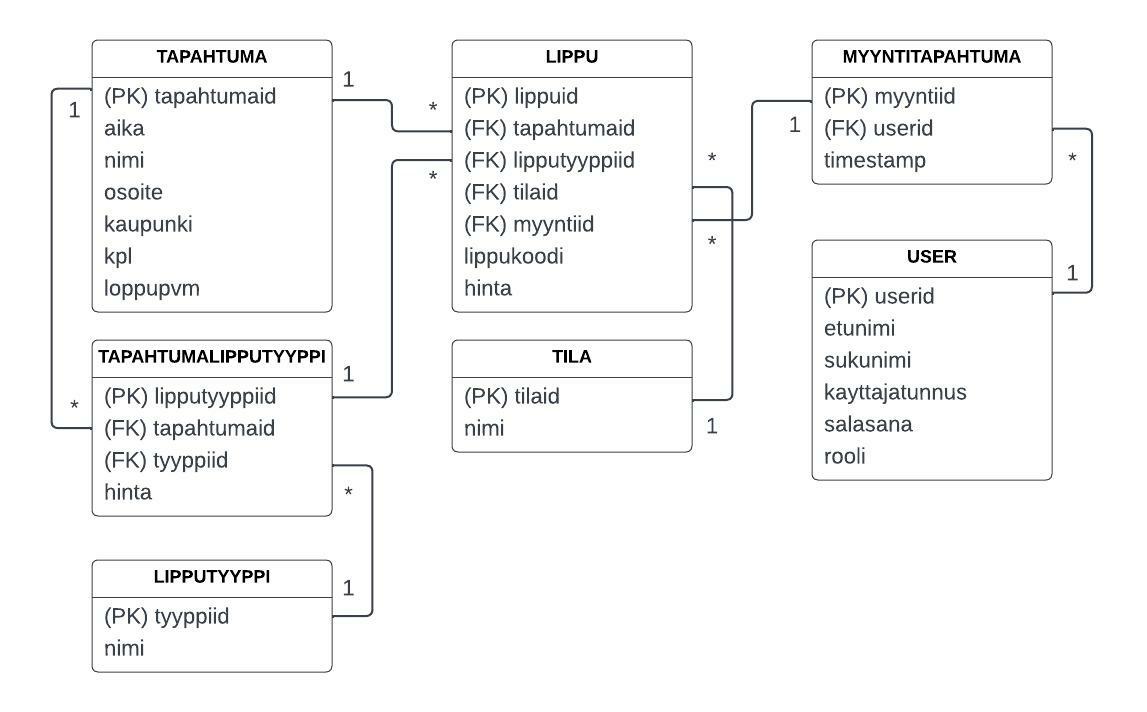 TAPAHTUMA
(PK) tapahtumaid
aika
nimi
osoite
kaupunki
kpl
loppupvm
1
1
*
*
LIPPU
(PK) lippuid
(FK) tapahtumaid
(FK) lipputyyppiid
(FK) tilaid
(FK) myyntiid
lippukoodi
hinta
*
*
1
MYYNTITAPAHTUMA
(PK) myyntiid
(FK) userid
timestamp
*
1
TAPAHTUMALIPPUTYYPPI
(PK) lipputyyppiid
(FK) tapahtumaid
(FK) tyyppiid
hinta
1
*
*
1
TILA
(PK) tilaid
nimi
1
USER
(PK) userid
etunimi
sukunimi
kayttajatunnus
salasana
rooli
LIPPUTYYPPI
(PK) tyyppiid
nimi